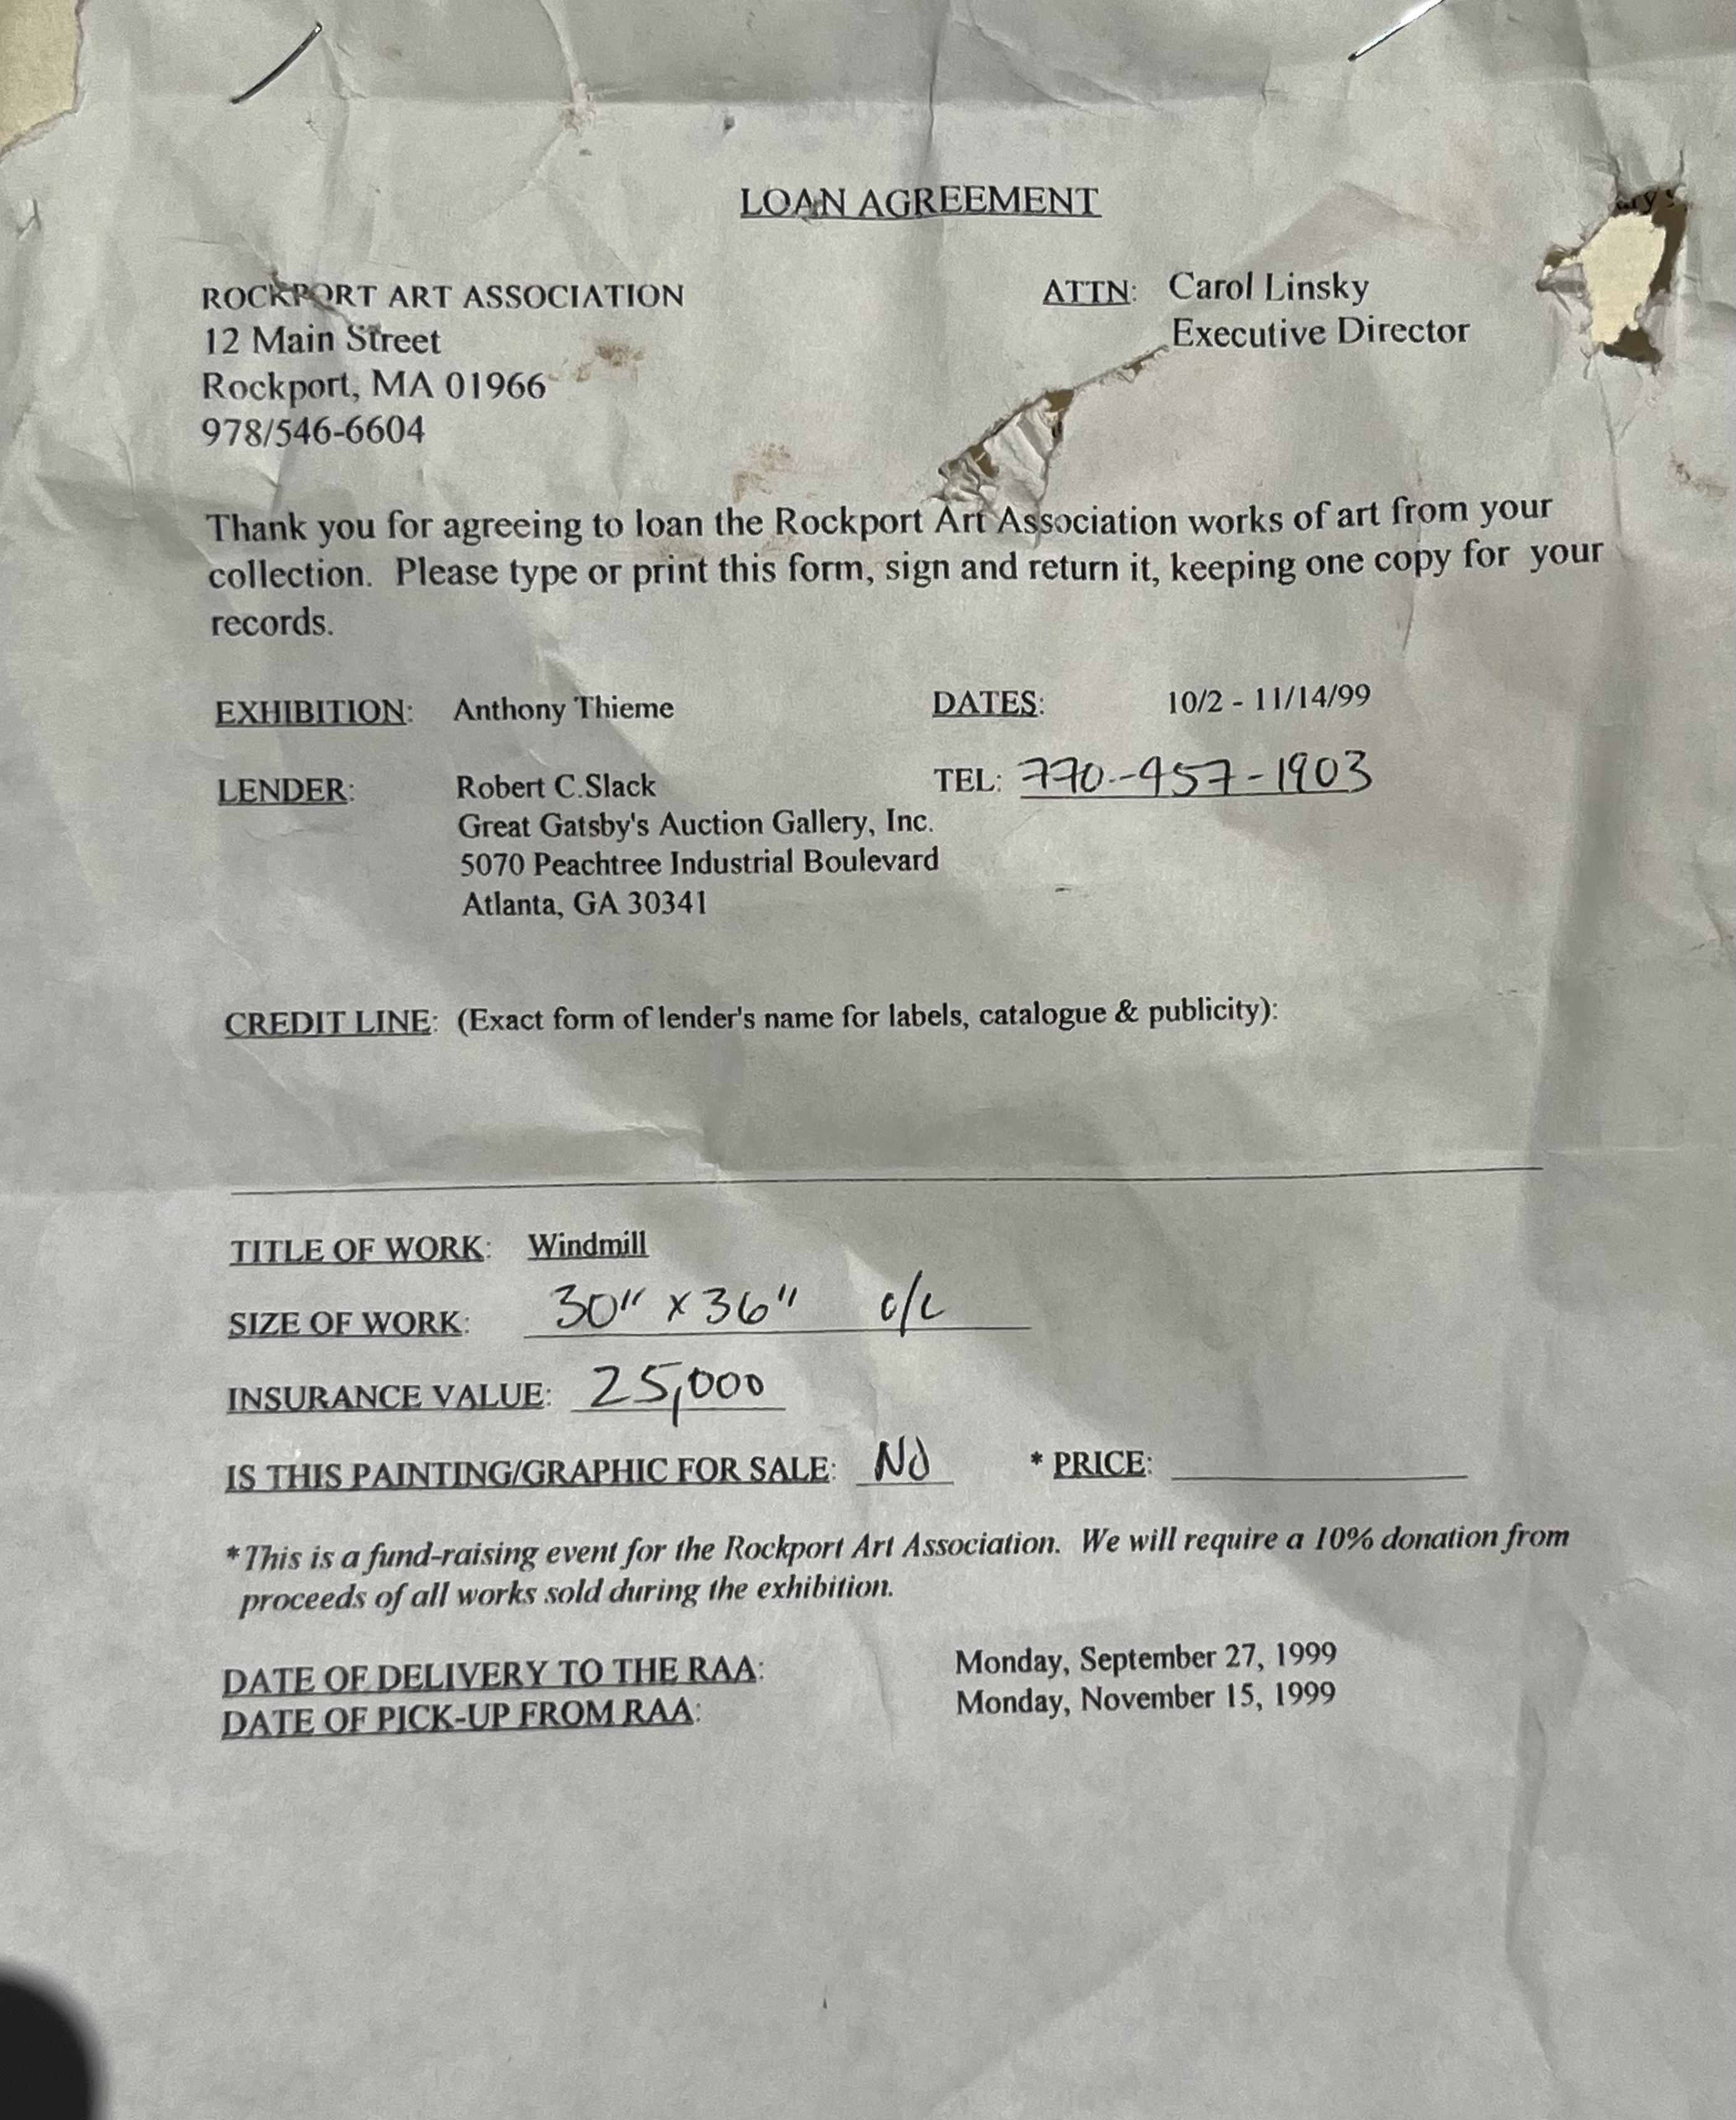 LOAN AGREEMENT
ROCKPORT ART ASSOCIATION
12 Main Street
Rockport, MA 01966
978/546-6604
ATTN: Carol Linsky
Executive Director
Thank you for agreeing to loan the Rockport Art Association works of art from your
collection. Please type or print this form, sign and return it, keeping one copy for your
records.
EXHIBITION: Anthony Thieme
DATES: 10/2 - 11/14/99
LENDER: Robert C.Slack
Great Gatsby's Auction Gallery, Inc.
5070 Peachtree Industrial Boulevard
Atlanta, GA 30341
TEL: 770-457-1903
CREDIT LINE: (Exact form of lender's name for labels, catalogue & publicity):
TITLE OF WORK: Windmill
SIZE OF WORK: 30" x 36"
INSURANCE VALUE: 25,000
IS THIS PAINTING/GRAPHIC FOR SALE: NO * PRICE:
*This is a fund-raising event for the Rockport Art Association. We will require a 10% donation from
proceeds of all works sold during the exhibition.
DATE OF DELIVERY TO THE RAA: Monday, September 27, 1999
DATE OF PICK-UP FROM RAA: Monday, November 15, 1999